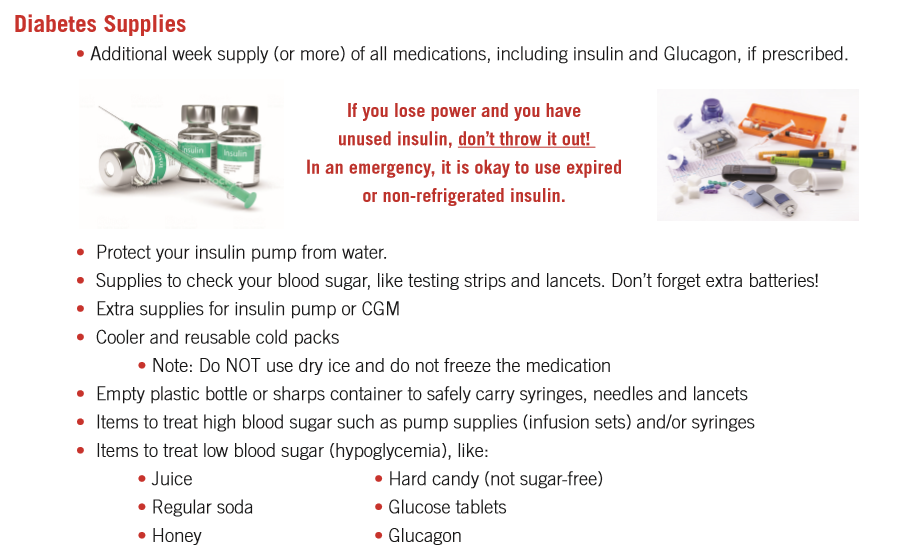 Diabetes Supplies
• Additional week supply (or more) of all medications, including insulin and Glucagon, if prescribed.
Insulin
Insulin
If you lose power and you have
unused insulin, don't throw it out!
In an emergency, it is okay to use expired
or non-refrigerated insulin.
• Protect your insulin pump from water.
• Supplies to check your blood sugar, like testing strips and lancets. Don't forget extra batteries!
• Extra supplies for insulin pump or CGM
• Cooler and reusable cold packs
• Note: Do NOT use dry ice and do not freeze the medication
• Empty plastic bottle or sharps container to safely carry syringes, needles and lancets
• Items to treat high blood sugar such as pump supplies (infusion sets) and/or syringes
• Items to treat low blood sugar (hypoglycemia), like:
• Juice
• Regular soda
• Honey
• Hard candy (not sugar-free)
• Glucose tablets
• Glucagon